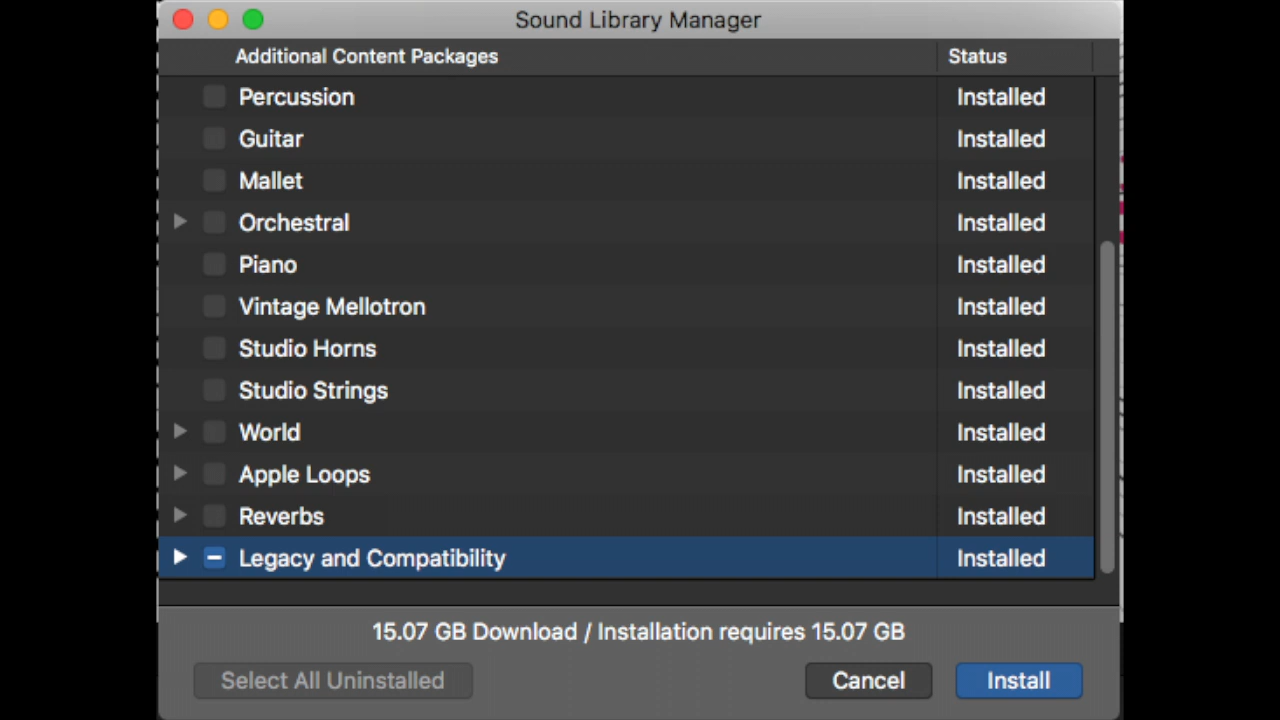 Sound Library Manager
Additional Content Packages Status
Percussion Installed
Guitar Installed
Mallet Installed
Orchestral Installed
Piano Installed
Vintage Mellotron Installed
Studio Horns Installed
Studio Strings Installed
World Installed
Apple Loops Installed
Reverbs Installed
Legacy and Compatibility Installed
15.07 GB Download / Installation requires 15.07 GB
Select All Uninstalled Cancel Install